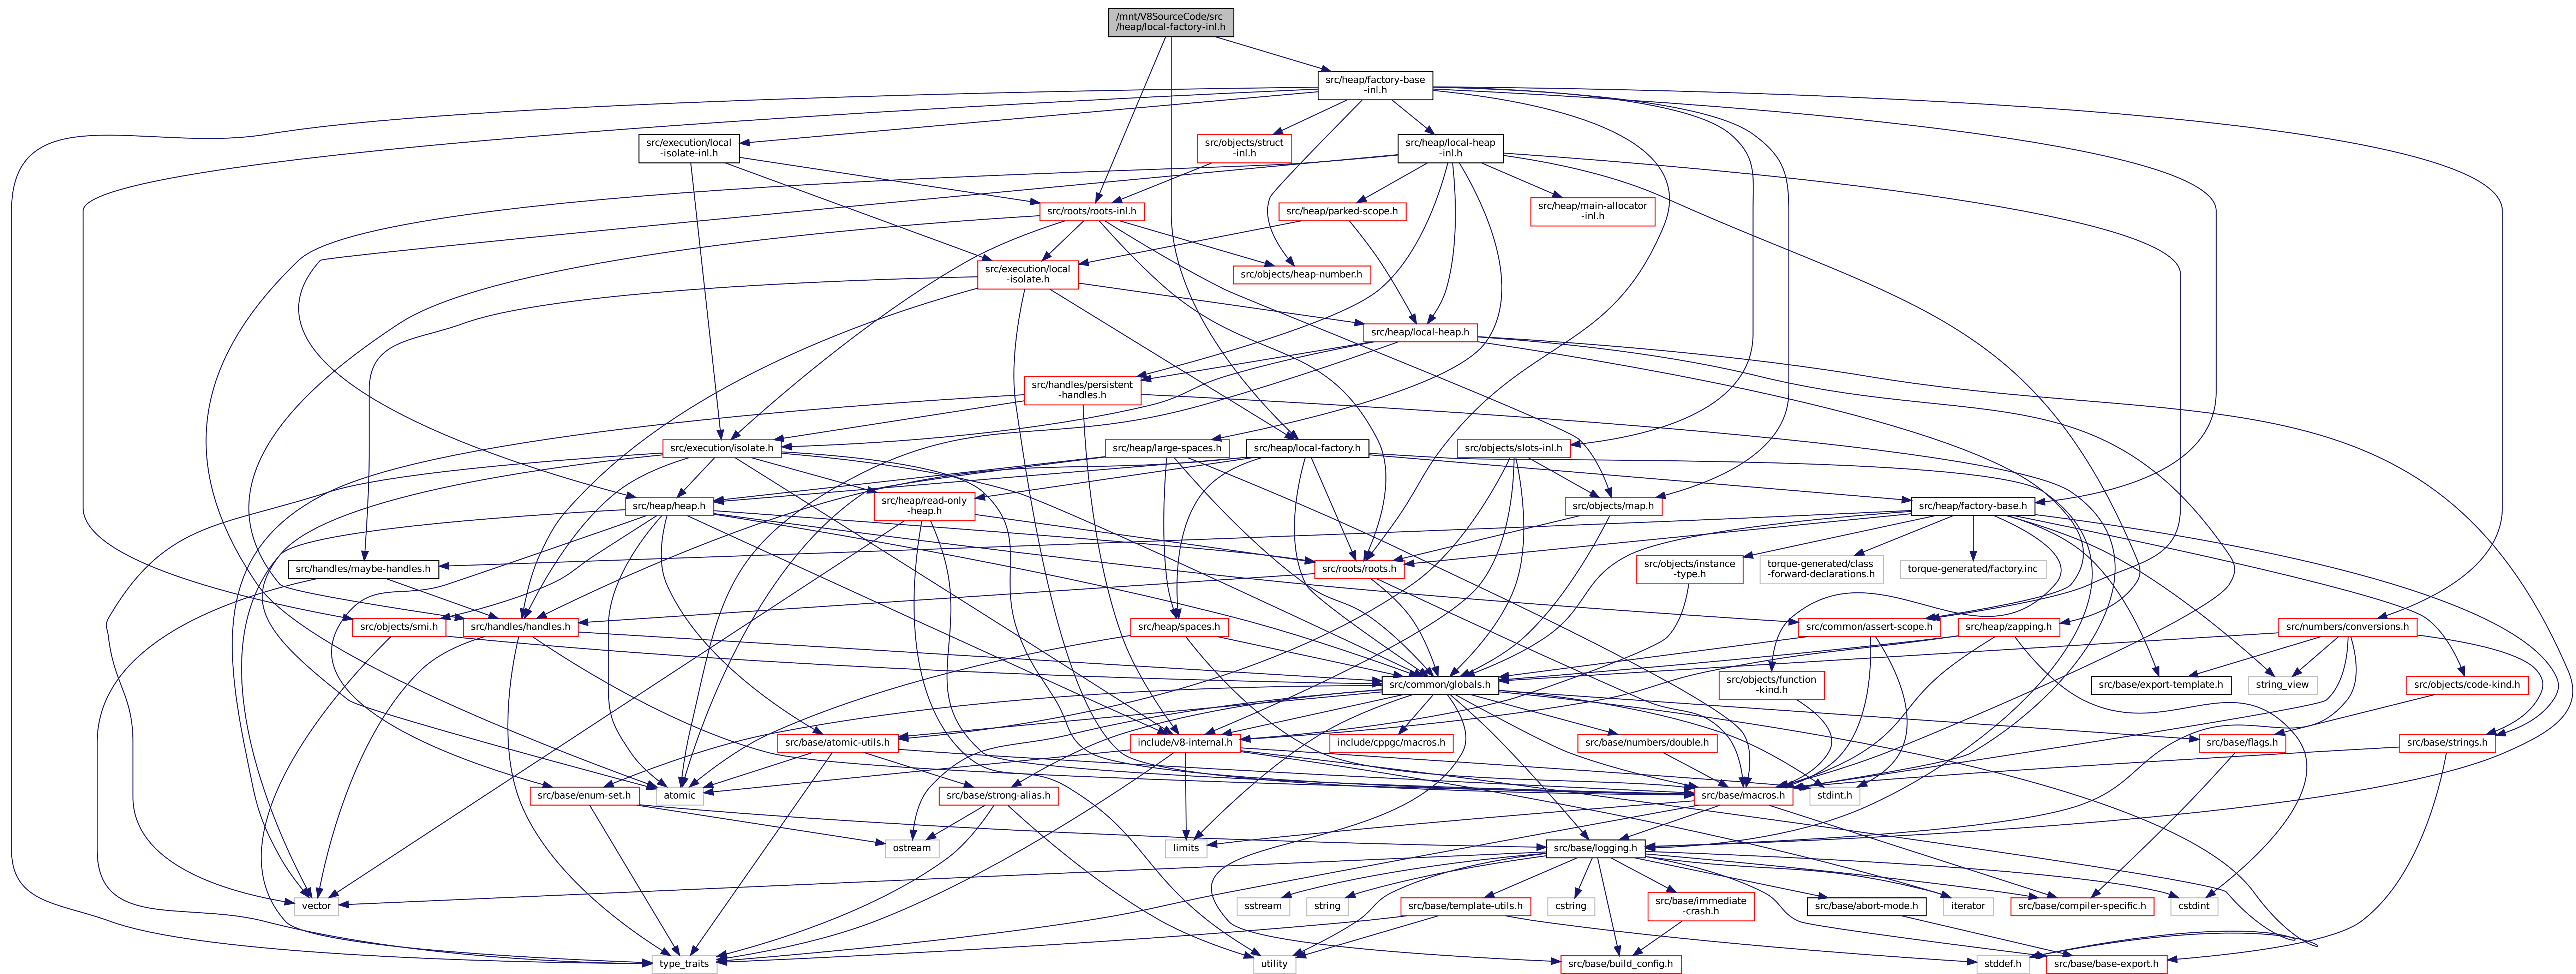 /mnt/V8SourceCode/src
/heap/local-factory-inl.h
src/heap/factory-base
-inl.h
src/execution/local
-isolate-inl.h
src/objects/struct
-inl.h
src/heap/local-heap
-inl.h
src/roots/roots-inl.h
src/heap/parked-scope.h
src/heap/main-allocator
-inl.h
src/execution/local
-isolate.h
src/objects/heap-number.h
src/heap/local-heap.h
src/handles/persistent
-handles.h
src/execution/isolate.h
src/heap/large-spaces.h
src/heap/local-factory.h
src/objects/slots-inl.h
src/heap/heap.h
src/heap/read-only
-heap.h
src/objects/map.h
src/heap/factory-base.h
src/handles/maybe-handles.h
src/roots/roots.h
src/objects/instance
-type.h
torque-generated/class
-forward-declarations.h
torque-generated/factory.inc
src/objects/smi.h
src/handles/handles.h
src/heap/spaces.h
src/common/assert-scope.h
src/heap/zapping.h
src/numbers/conversions.h
src/common/globals.h
src/objects/function
-kind.h
src/base/export-template.h
string_view
src/objects/code-kind.h
src/base/atomic-utils.h
include/v8-internal.h
include/cppgc/macros.h
src/base/numbers/double.h
src/base/flags.h
src/base/strings.h
src/base/enum-set.h
atomic
src/base/strong-alias.h
src/base/macros.h
stdint.h
ostream
limits
src/base/logging.h
vector
sstream
string
src/base/template-utils.h
cstring
src/base/immediate
-crash.h
src/base/abort-mode.h
iterator
src/base/compiler-specific.h
cstdint
type_traits
utility
src/base/build_config.h
stddef.h
src/base/base-export.h